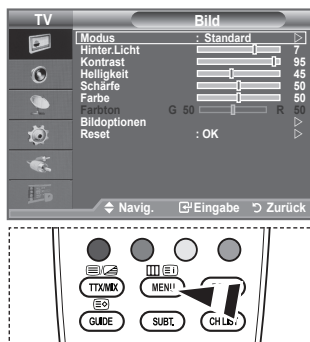 TV Bild
Modus : Standard
Hinter.Licht 7
Kontrast 95
Helligkeit 45
Schärfe 50
Farbe 50
Farbton G 50 R 50
Bildoptionen
Reset : OK
Navig. Eingabe Zurück
TTX/MIX MENU
GUIDE SUBT. CH LIST